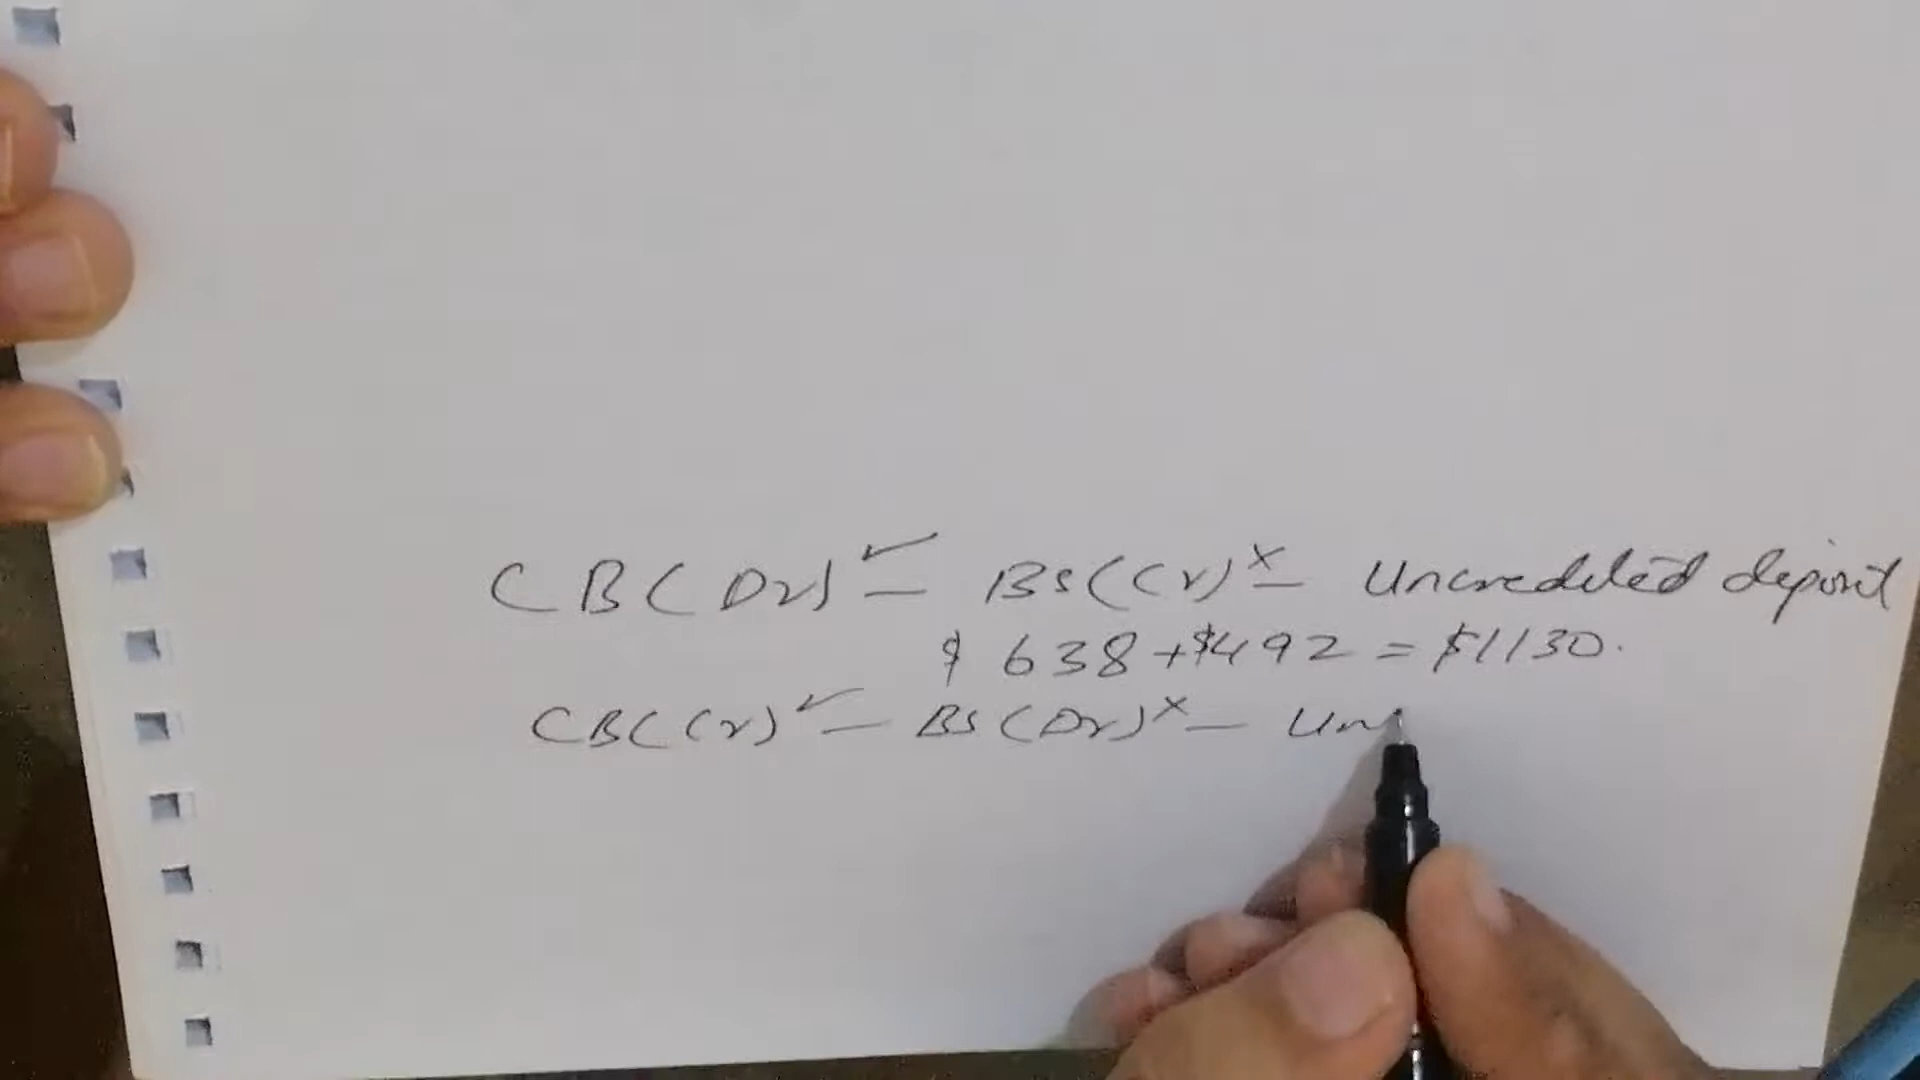 CB(Dr) ✓ – BS(Cr) × – Uncredited deposit
$ 638 + $492 = $1130.
CB(Cr) ✓ – BS(Dr) × – Un